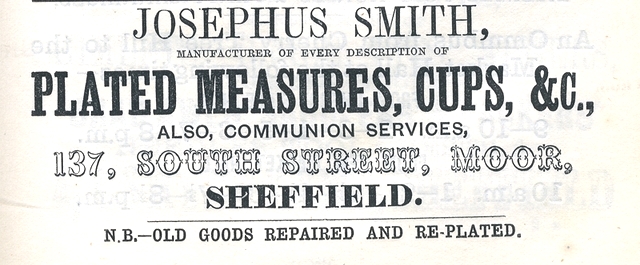 JOSEPHUS SMITH,
MANUFACTURER OF EVERY DESCRIPTION OF
PLATED MEASURES, CUPS, &C.,
ALSO, COMMUNION SERVICES,
137, SOUTH STREET, MOOR,
SHEFFIELD.
N.B.—OLD GOODS REPAIRED AND RE-PLATED.